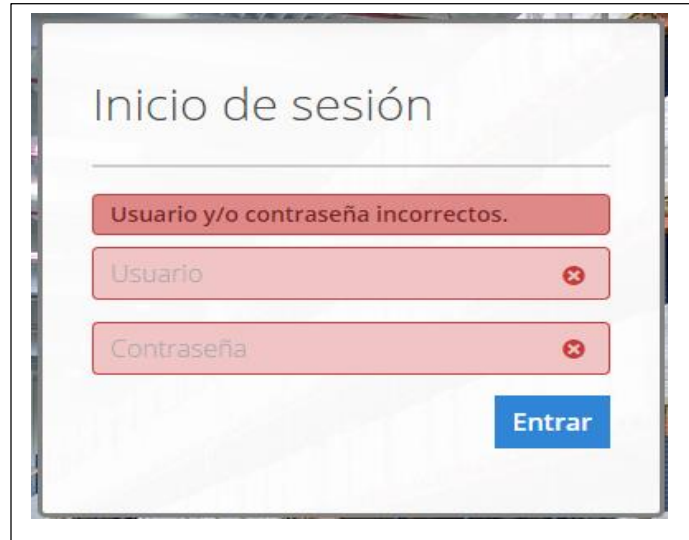 Inicio de sesión
Usuario y/o contraseña incorrectos.
Usuario
Contraseña
Entrar